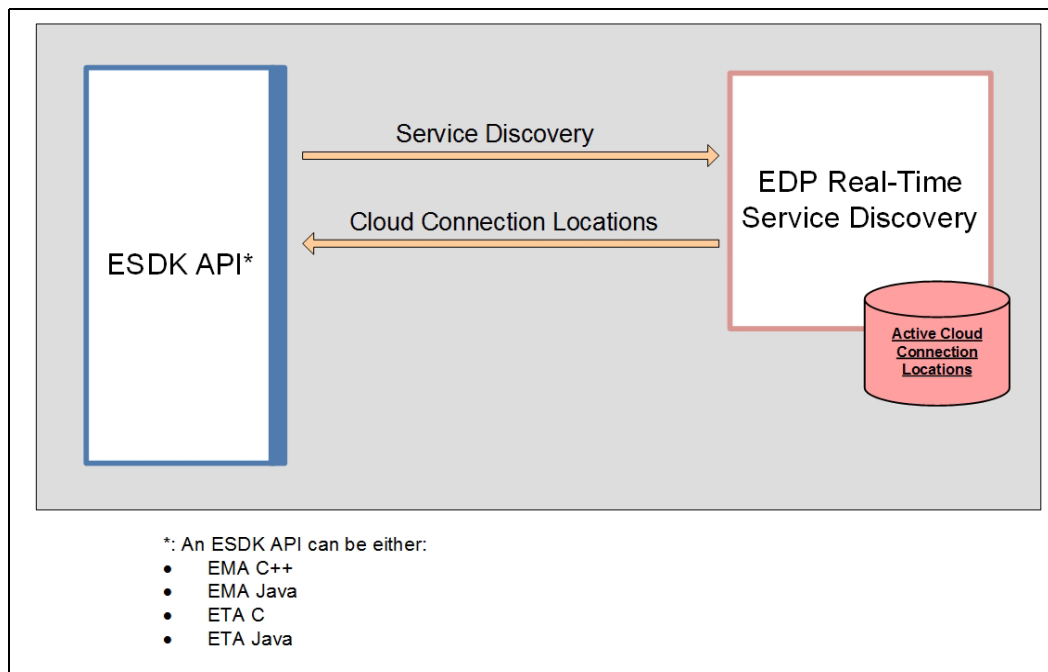 Service Discovery
Cloud Connection Locations
ESDK API*
EDP Real-Time
Service Discovery
Active Cloud
Connection
Locations
*: An ESDK API can be either:
● EMA C++
● EMA Java
● ETA C
● ETA Java